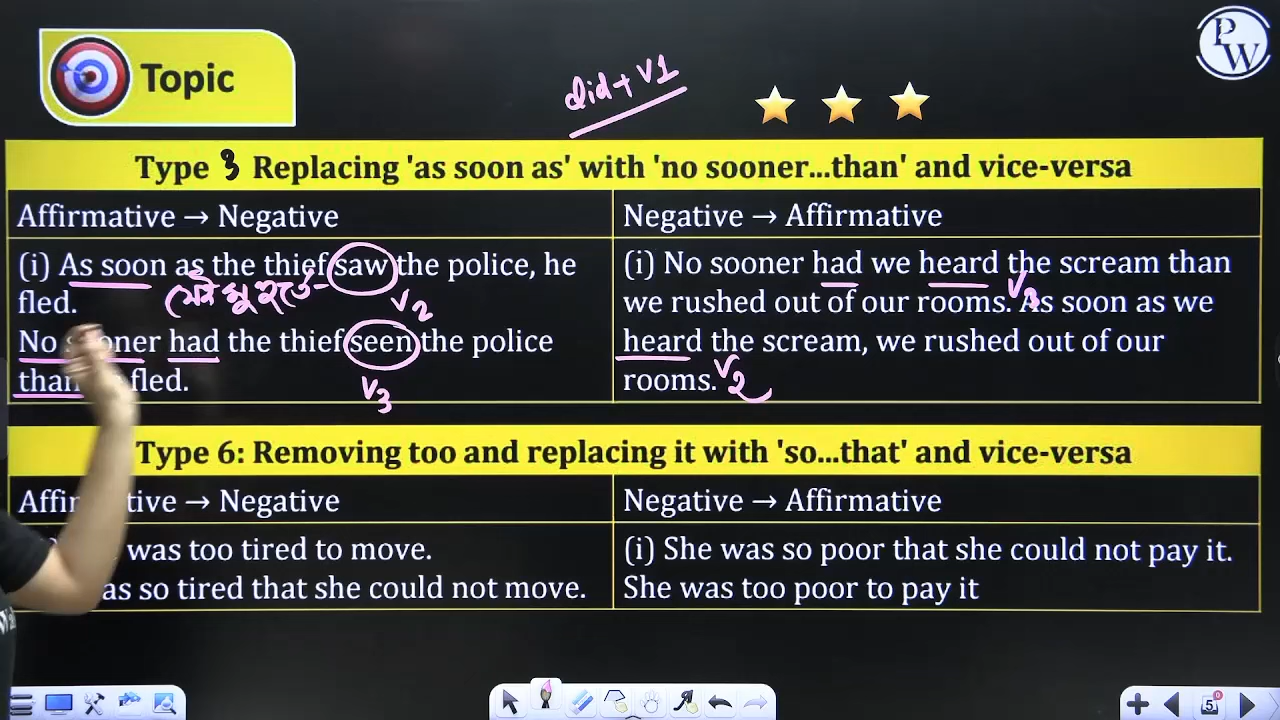 Topic
PW
did+V1
Type 3 Replacing 'as soon as' with 'no sooner...than' and vice-versa
Affirmative → Negative
(i) As soon as the thief saw the police, he
fled.
V2
No sooner had the thief seen the police
than fled.
V3
Negative → Affirmative
(i) No sooner had we heard the scream than
we rushed out of our rooms. As soon as we
V3
heard the scream, we rushed out of our
rooms.
V2
Type 6: Removing too and replacing it with 'so...that' and vice-versa
Affirmative → Negative
was too tired to move.
as so tired that she could not move.
Negative → Affirmative
(i) She was so poor that she could not pay it.
She was too poor to pay it
5